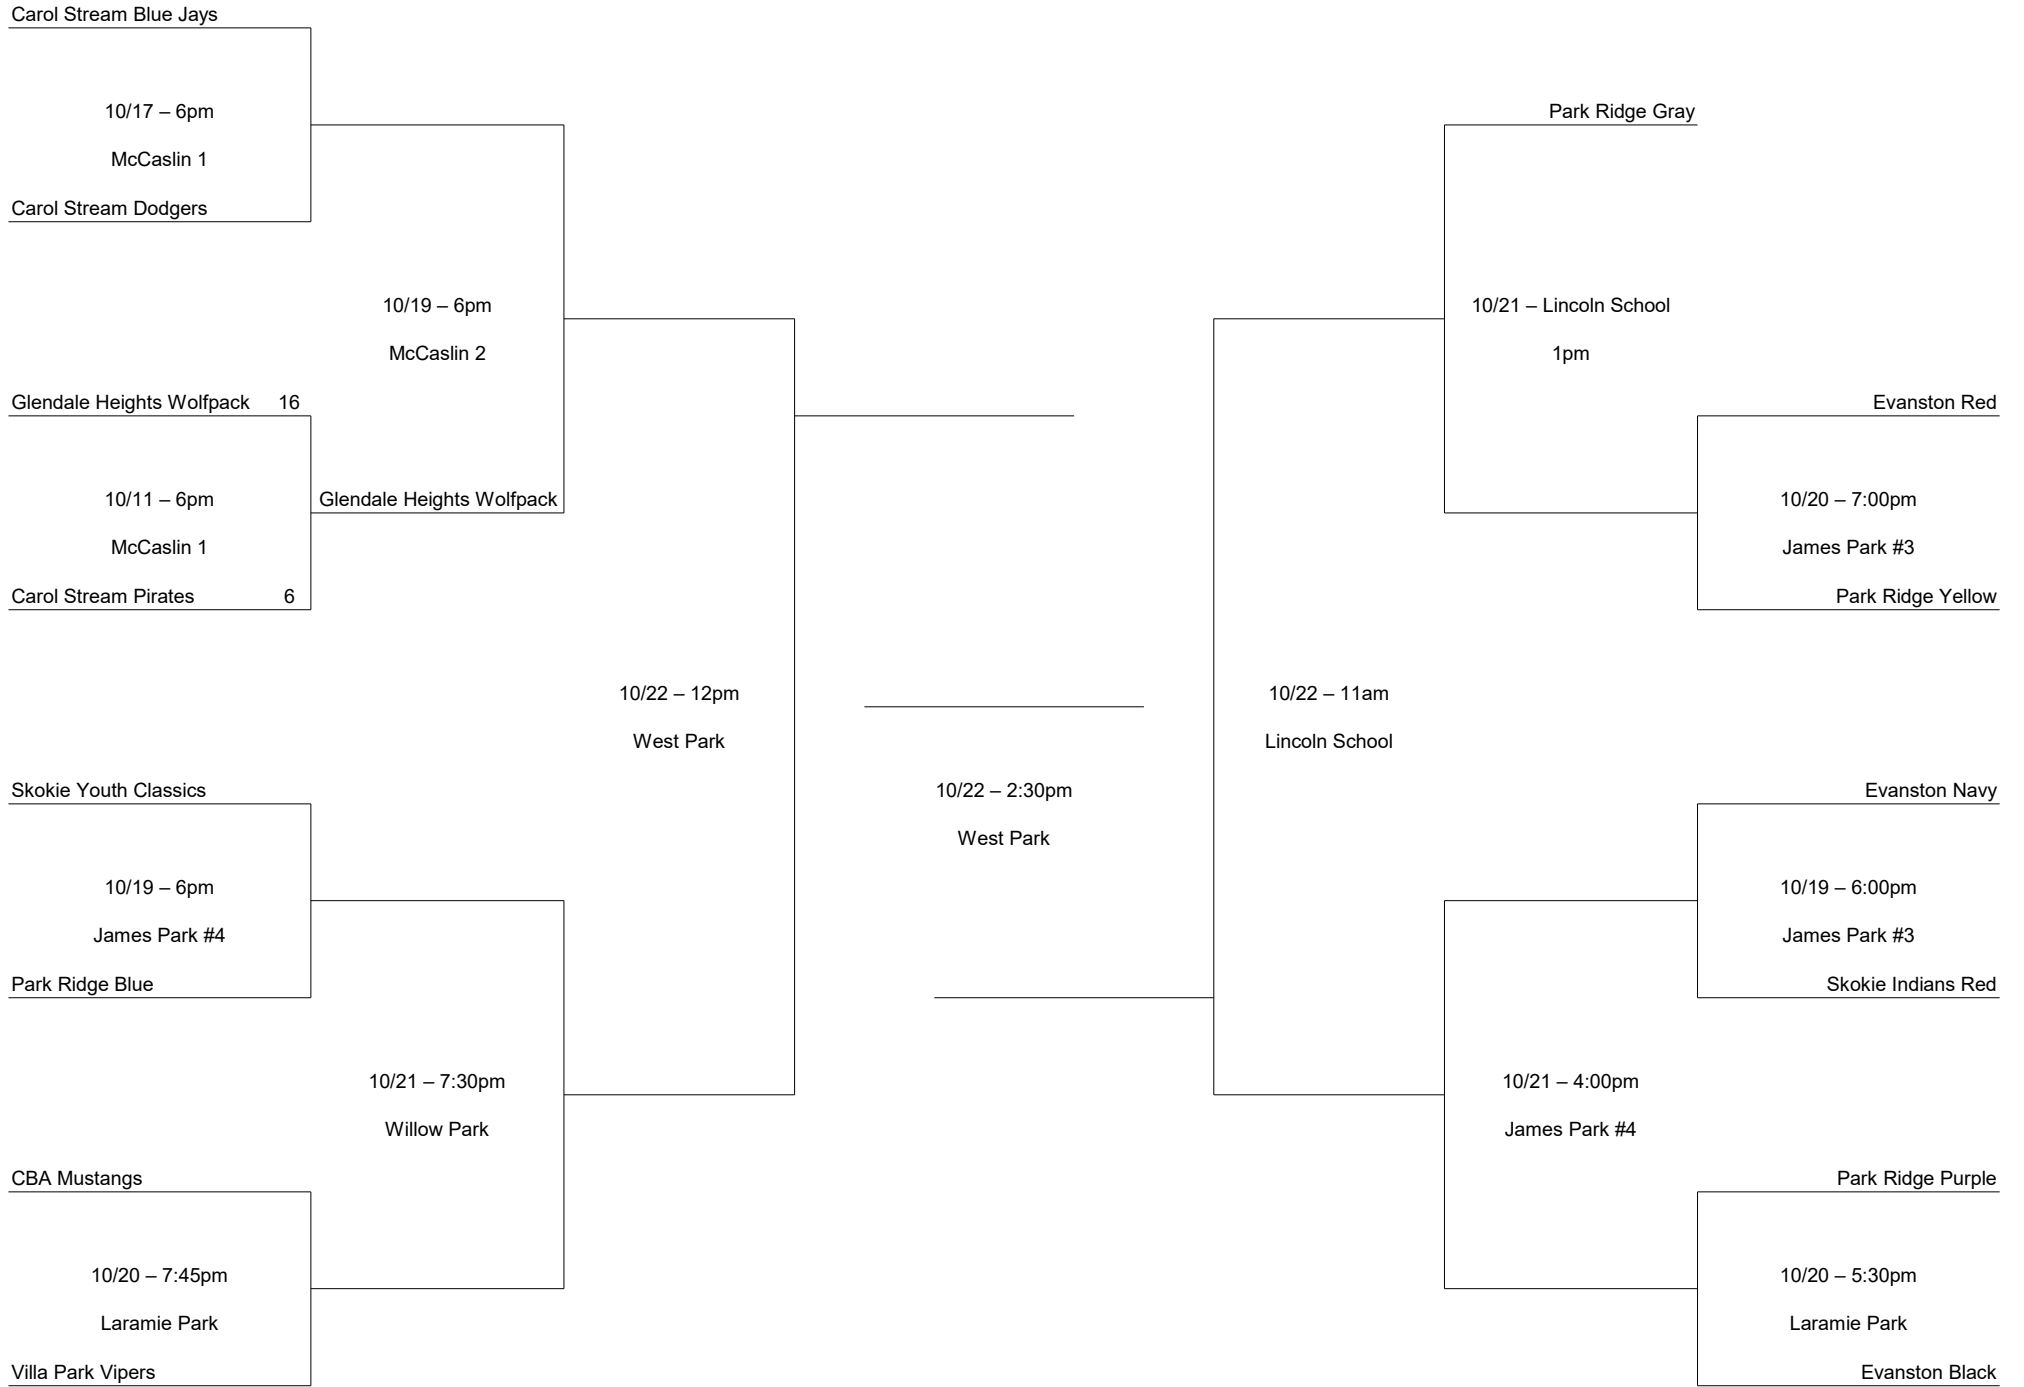 Carol Stream Blue Jays
10/17 – 6pm
McCaslin 1
Carol Stream Dodgers
10/19 – 6pm
McCaslin 2
Glendale Heights Wolfpack 16
10/11 – 6pm
McCaslin 1
Glendale Heights Wolfpack
Carol Stream Pirates 6
10/22 – 12pm
West Park
Skokie Youth Classics
10/19 – 6pm
James Park #4
Park Ridge Blue
10/21 – 7:30pm
Willow Park
CBA Mustangs
10/20 – 7:45pm
Laramie Park
Villa Park Vipers
10/22 – 2:30pm
West Park
Park Ridge Gray
10/21 – Lincoln School
1pm
Evanston Red
10/20 – 7:00pm
James Park #3
Park Ridge Yellow
10/22 – 11am
Lincoln School
Evanston Navy
10/19 – 6:00pm
James Park #3
Skokie Indians Red
10/21 – 4:00pm
James Park #4
Park Ridge Purple
10/20 – 5:30pm
Laramie Park
Evanston Black